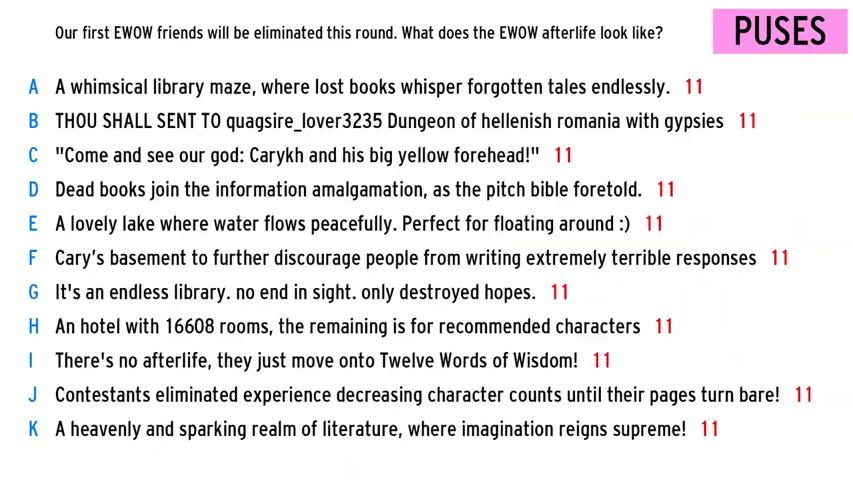 Our first EWOW friends will be eliminated this round. What does the EWOW afterlife look like?
PUSES
A A whimsical library maze, where lost books whisper forgotten tales endlessly. 11
B THOU SHALL SENT TO quagsire_lover3235 Dungeon of hellenish romania with gypsies 11
C "Come and see our god: Carykh and his big yellow forehead!" 11
D Dead books join the information amalgamation, as the pitch bible foretold. 11
E A lovely lake where water flows peacefully. Perfect for floating around :) 11
F Cary's basement to further discourage people from writing extremely terrible responses 11
G It's an endless library. no end in sight. only destroyed hopes. 11
H An hotel with 16608 rooms, the remaining is for recommended characters 11
I There's no afterlife, they just move onto Twelve Words of Wisdom! 11
J Contestants eliminated experience decreasing character counts until their pages turn bare! 11
K A heavenly and sparking realm of literature, where imagination reigns supreme! 11